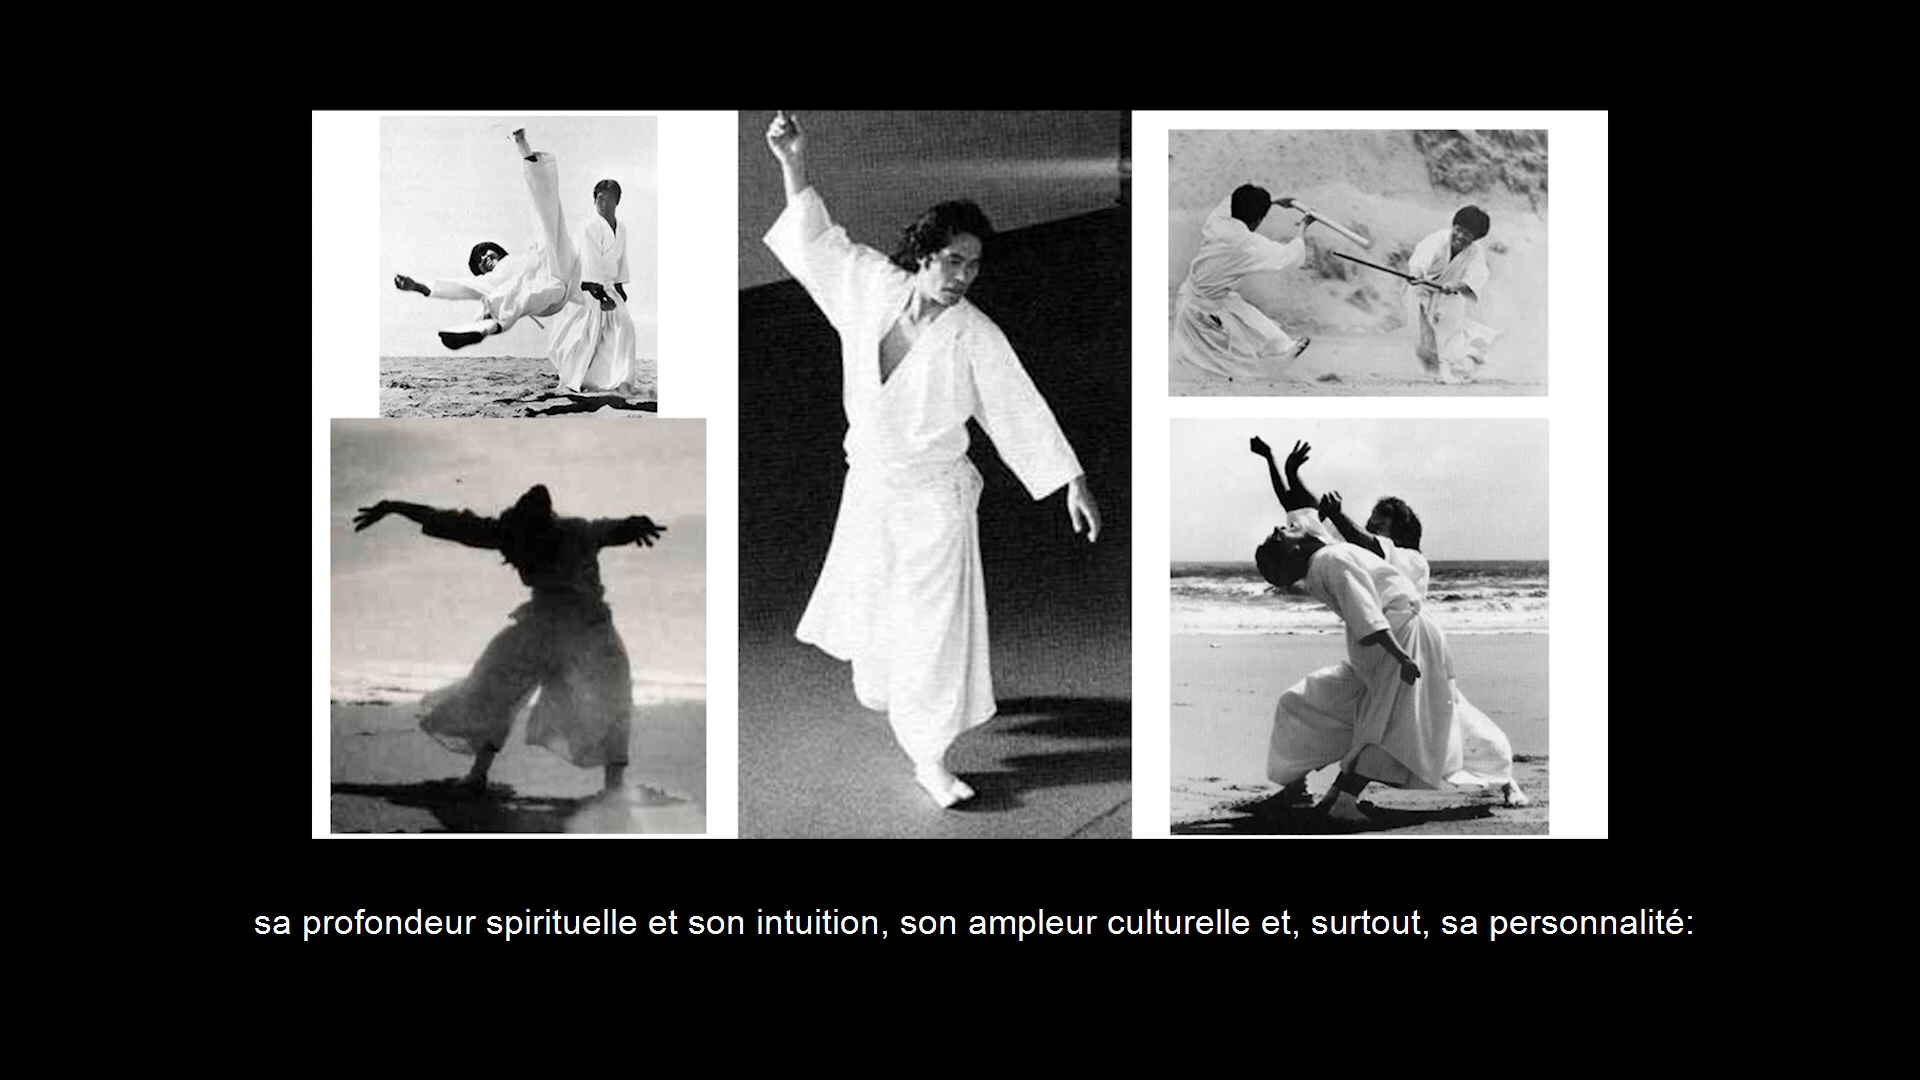 sa profondeur spirituelle et son intuition, son ampleur culturelle et, surtout, sa personnalité: